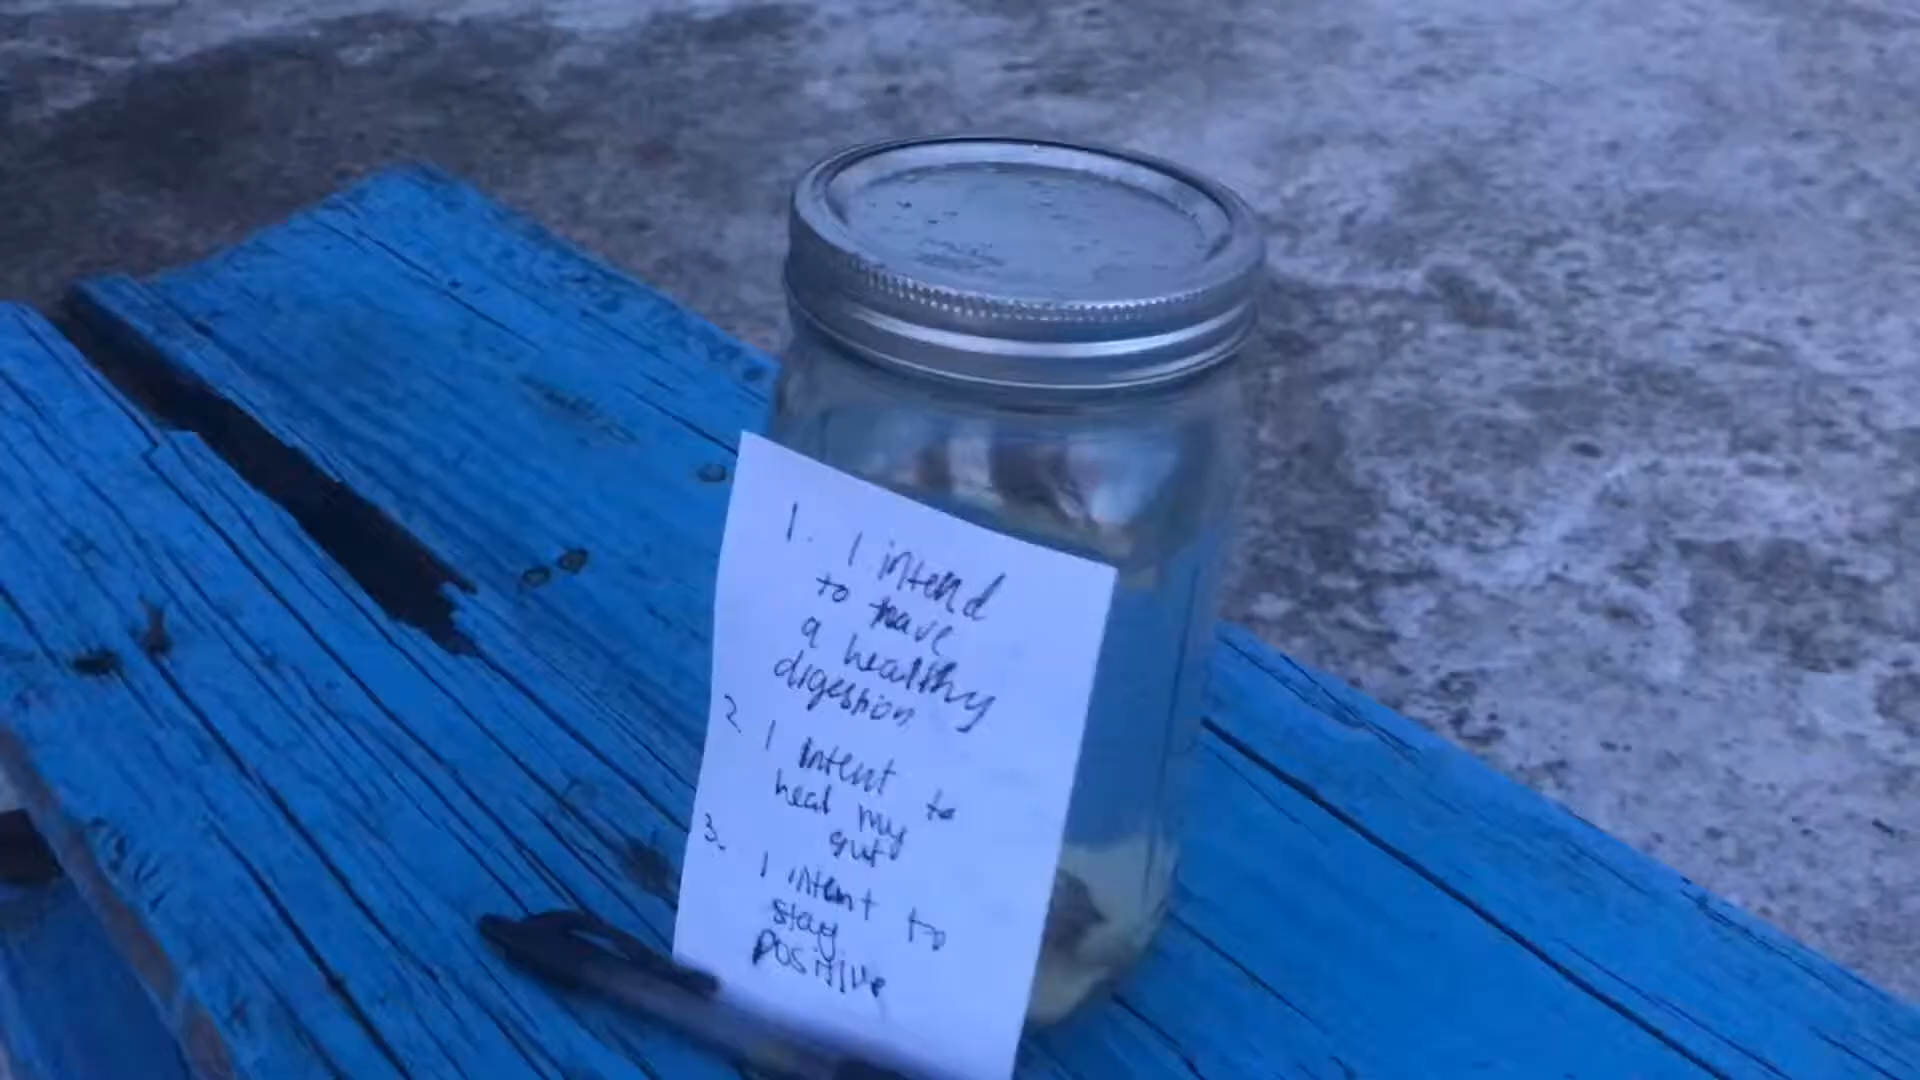 1. I intend
to have
a healthy
digestion
2. I intent to
heal my
gut
3. I intent to
stay
positive